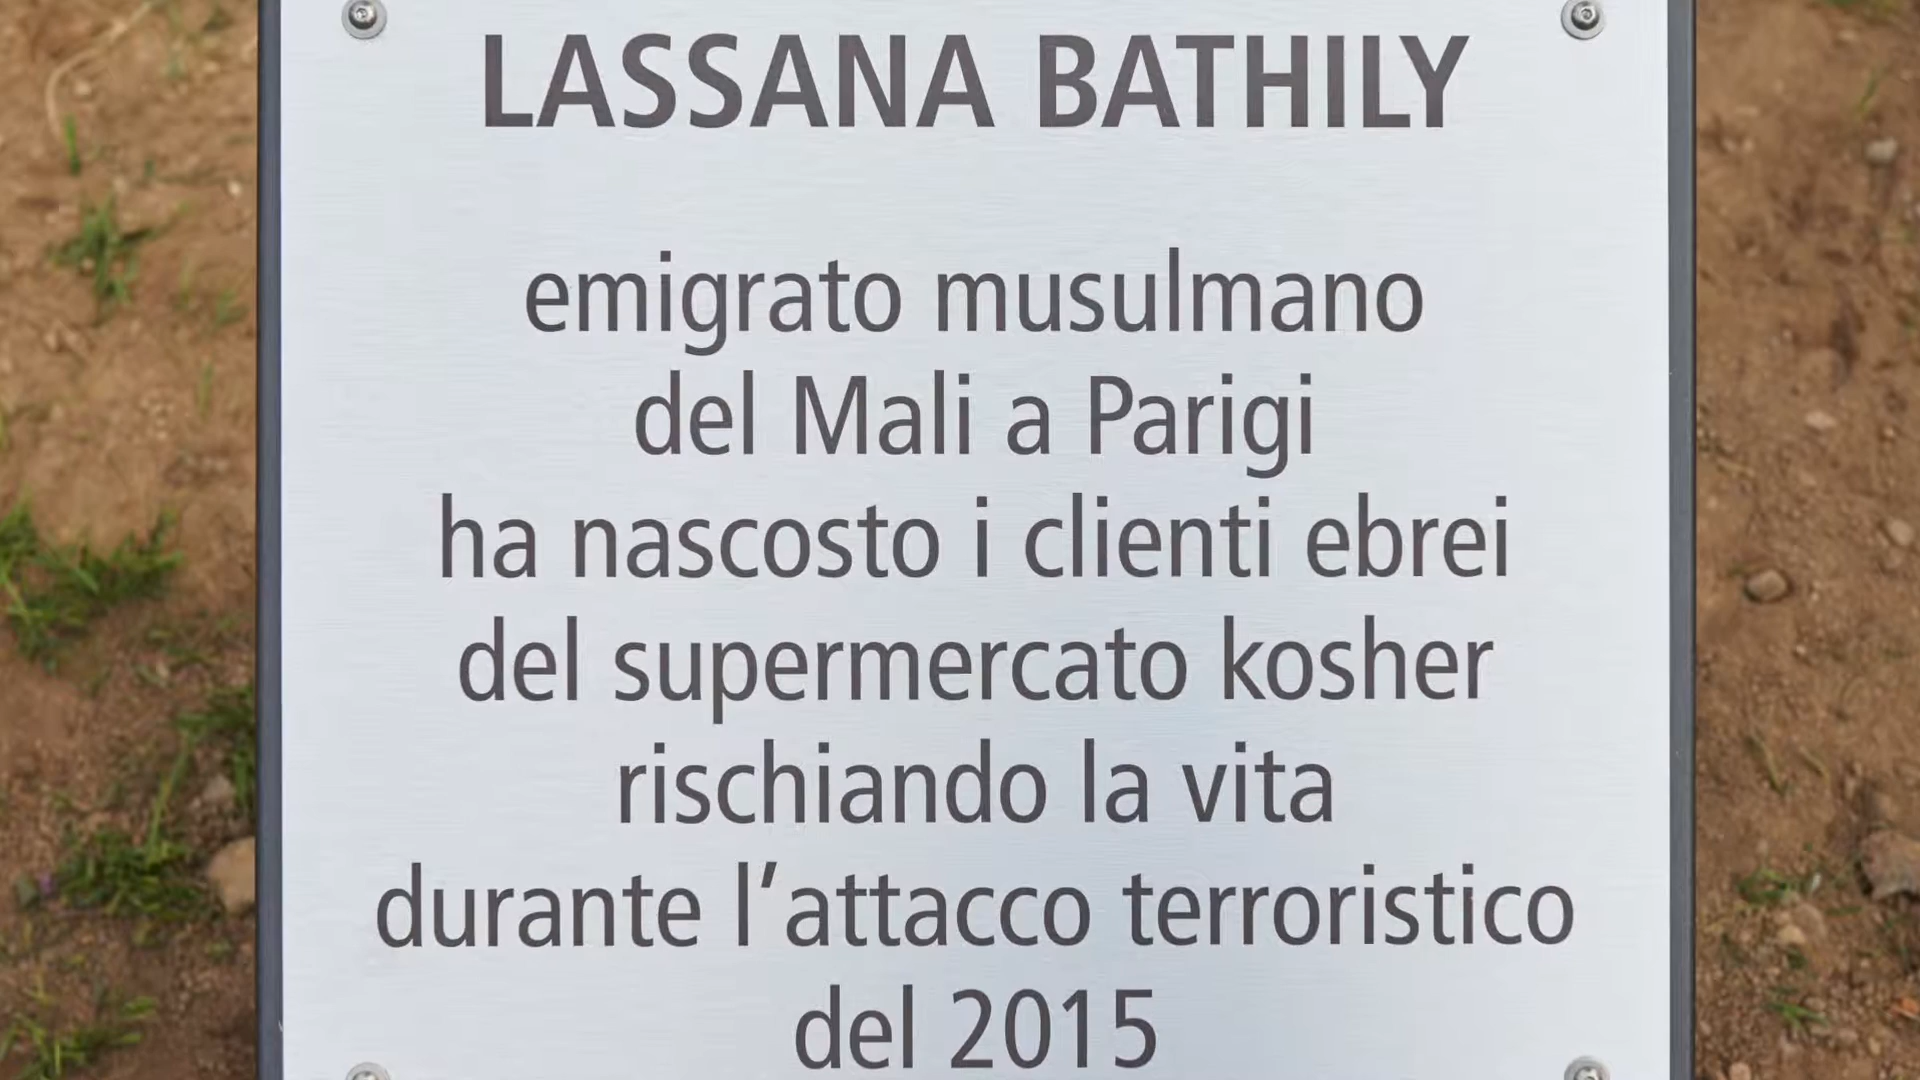 LASSANA BATHILY
emigrato musulmano
del Mali a Parigi
ha nascosto i clienti ebrei
del supermercato kosher
rischiando la vita
durante l’attacco terroristico
del 2015